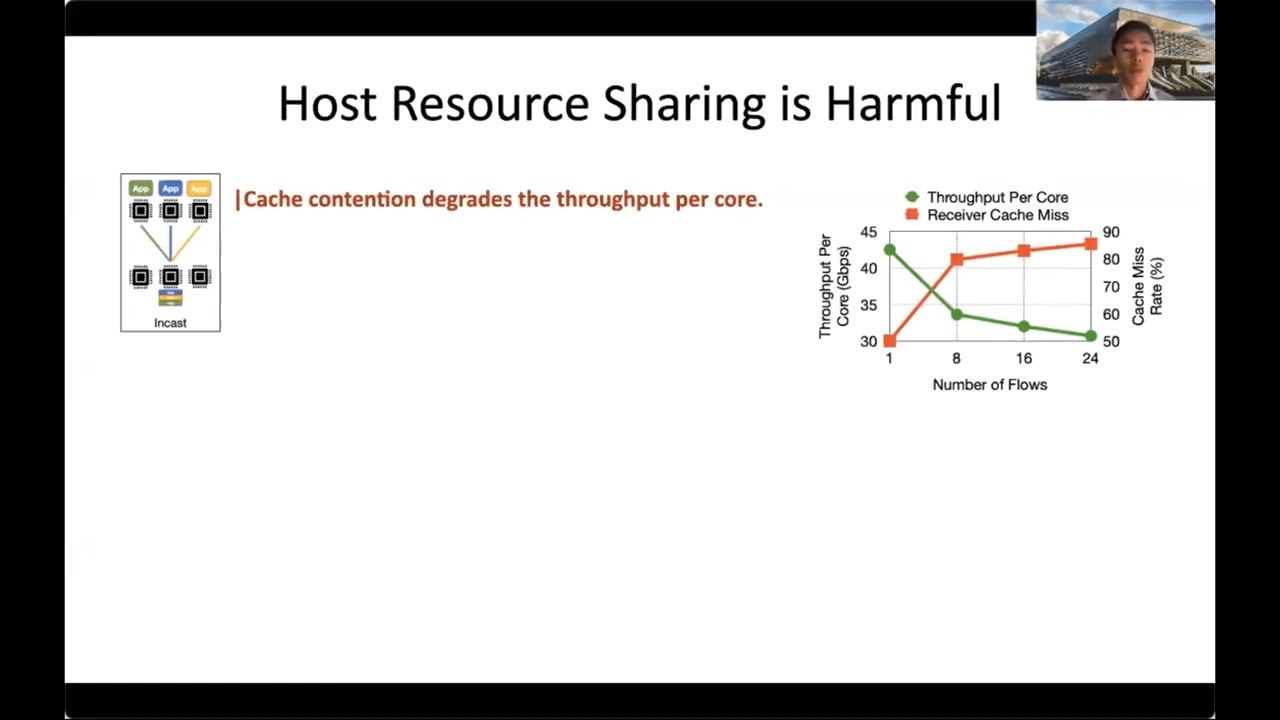 Host Resource Sharing is Harmful
App App App
Incast
Cache contention degrades the throughput per core.
Throughput Per Core
Receiver Cache Miss
Throughput Per
Core (Gbps)
45
40
35
30
90
80
70
60
50
Cache Miss
Rate (%)
1 8 16 24
Number of Flows